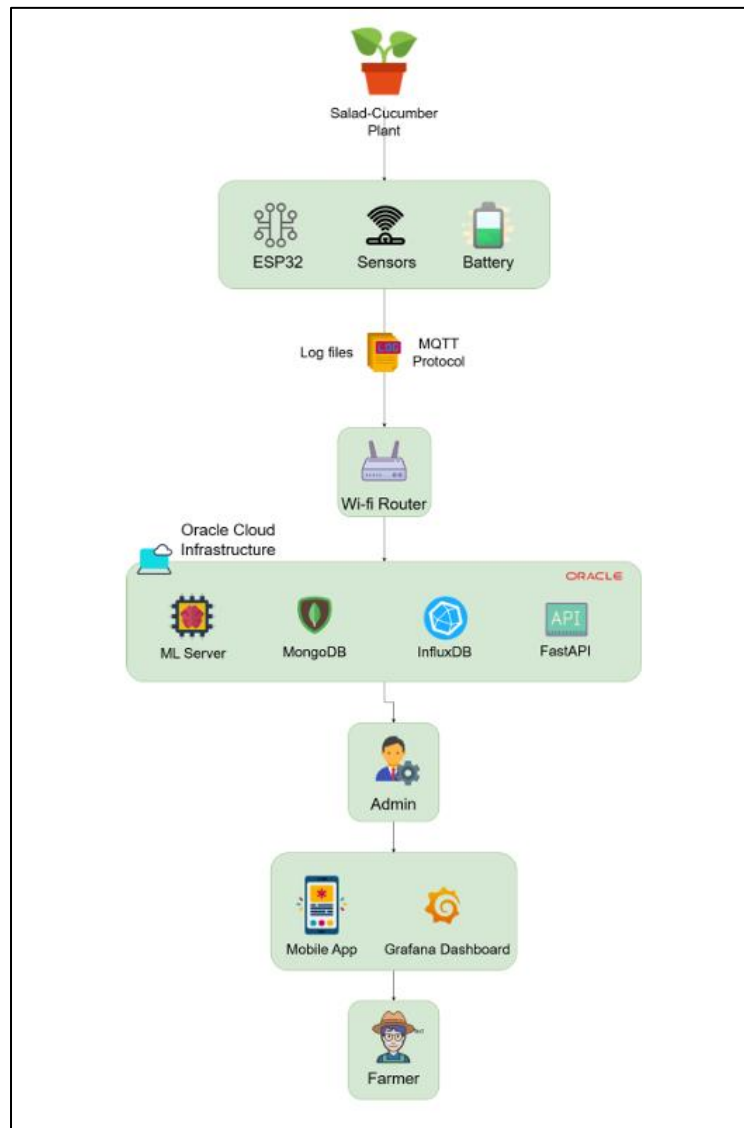 Salad-Cucumber
Plant
ESP32
Sensors
Battery
Log files
LOG
MQTT
Protocol
Wi-fi Router
Oracle Cloud
Infrastructure
ORACLE
ML Server
MongoDB
InfluxDB
API
FastAPI
Admin
Mobile App
Grafana Dashboard
Farmer